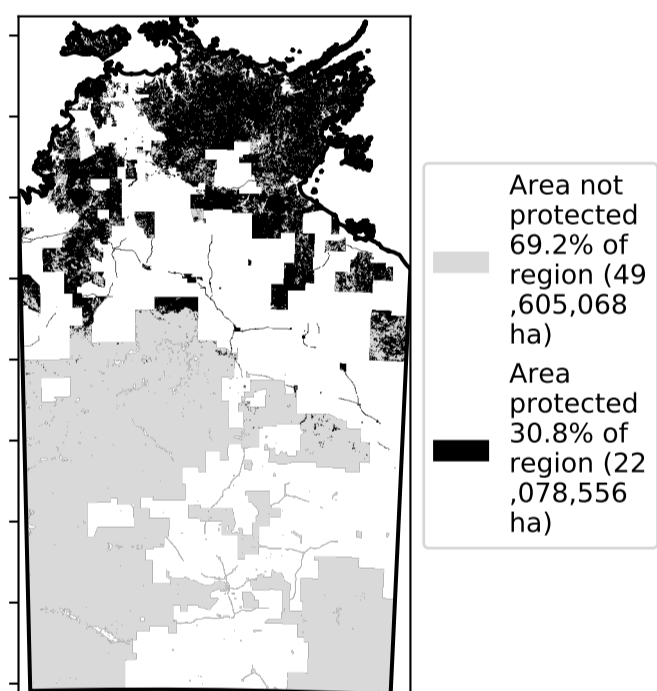 Area not
protected
69.2% of
region (49
,605,068
ha)
Area
protected
30.8% of
region (22
,078,556
ha)